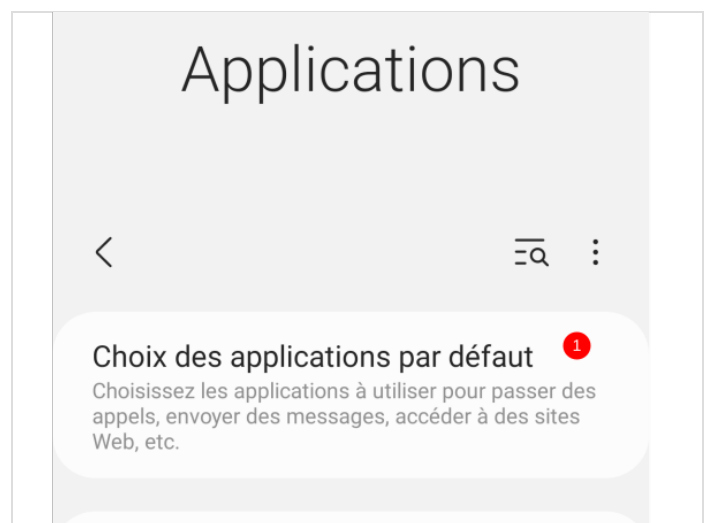 Applications
Choix des applications par défaut 1
Choisissez les applications à utiliser pour passer des
appels, envoyer des messages, accéder à des sites
Web, etc.